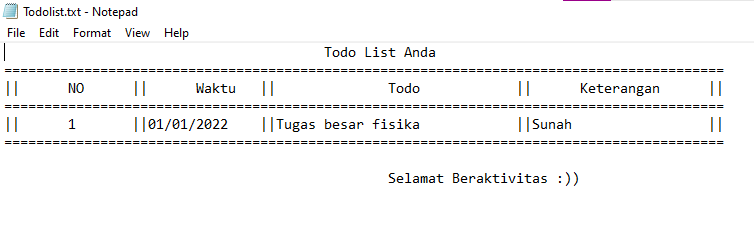 Todolist.txt - Notepad
File Edit Format View Help
Todo List Anda
==========================================================================================
|| NO || Waktu || Todo || Keterangan ||
==========================================================================================
|| 1 ||01/01/2022 ||Tugas besar fisika ||Sunah ||
==========================================================================================
Selamat Beraktivitas :))